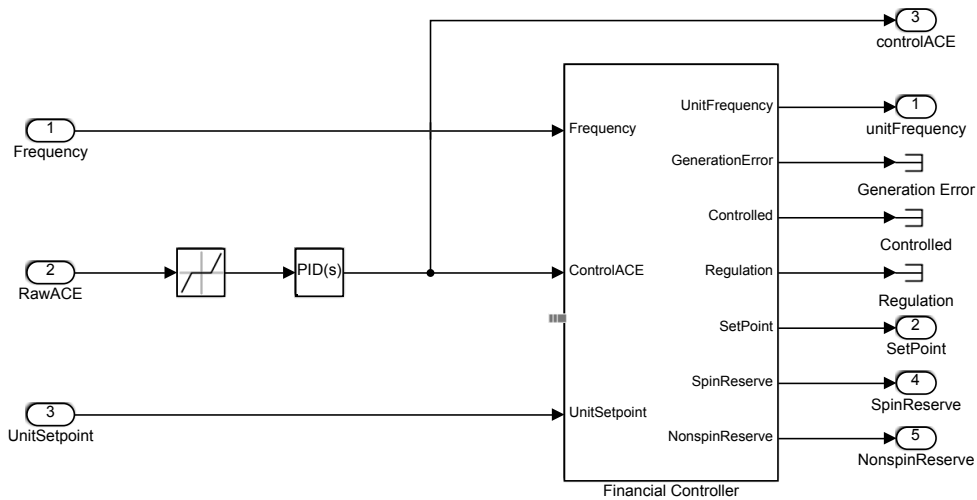 3
controlACE
1
Frequency
Frequency
UnitFrequency
1
unitFrequency
GenerationError
Generation Error
Controlled
Controlled
2
RawACE
PID(s)
ControlACE
Regulation
Regulation
SetPoint
2
SetPoint
3
UnitSetpoint
UnitSetpoint
SpinReserve
4
SpinReserve
NonspinReserve
5
NonspinReserve
Financial Controller